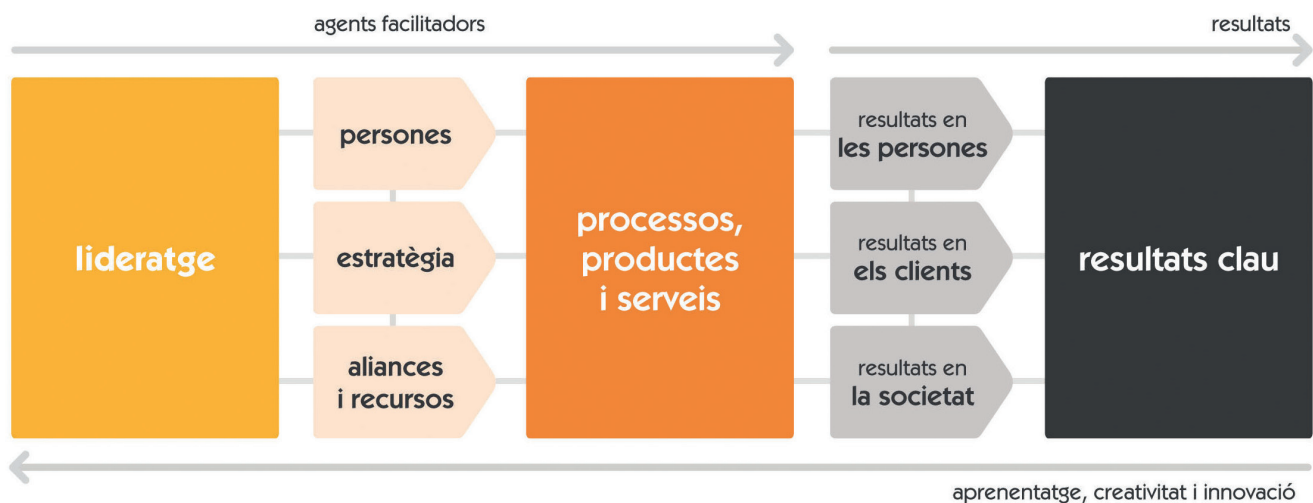 agents facilitadors
resultats
lideratge
persones
estratègia
aliances
i recursos
processos,
productes
i serveis
resultats en
les persones
resultats en
els clients
resultats en
la societat
resultats clau
aprenentatge, creativitat i innovació